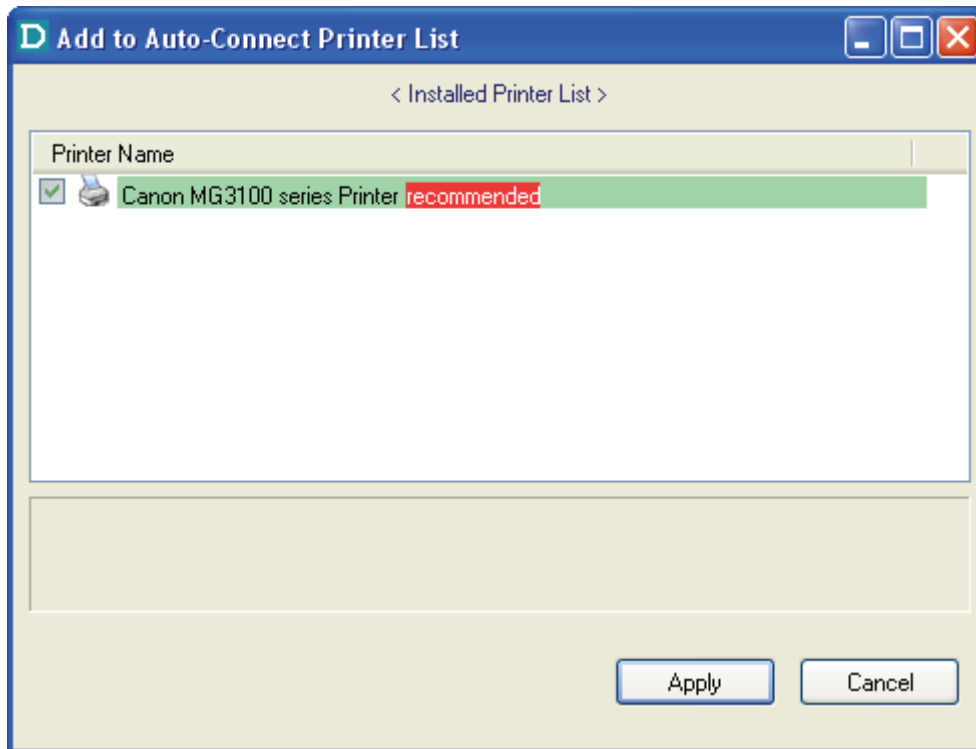 D Add to Auto-Connect Printer List
< Installed Printer List >
Printer Name
Canon MG3100 series Printer recommended
Apply
Cancel